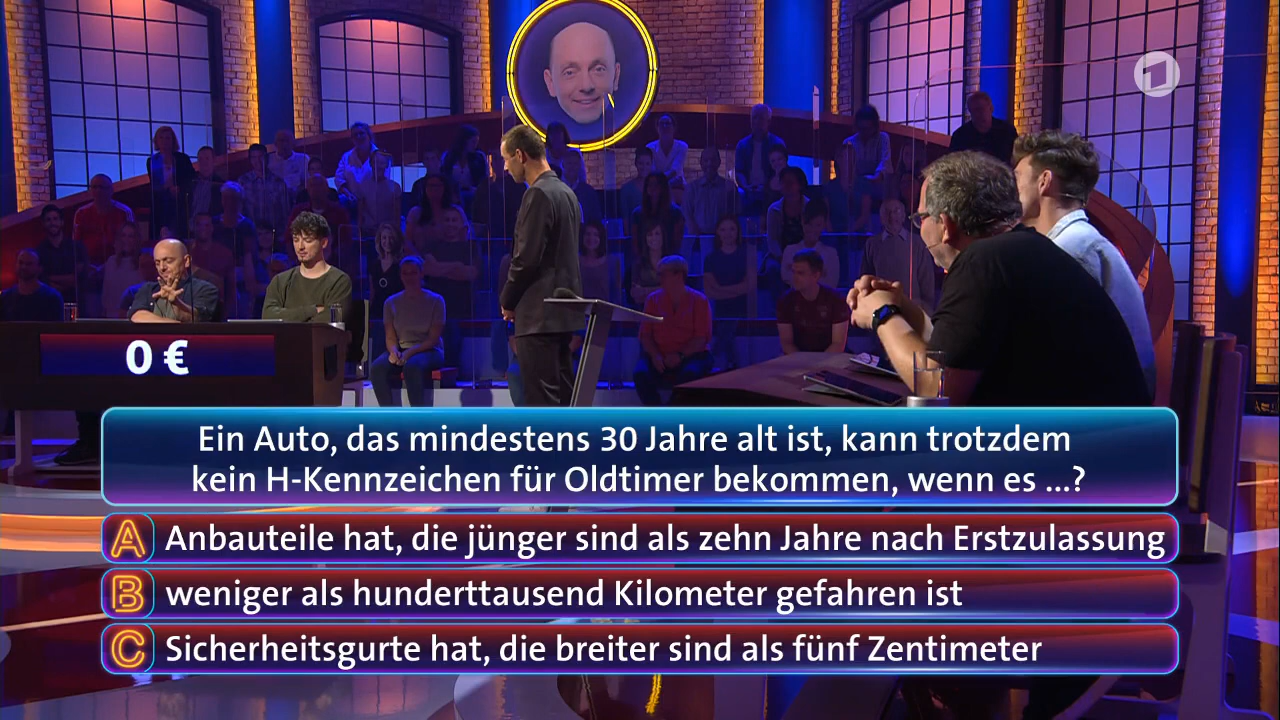 1
0 €
Ein Auto, das mindestens 30 Jahre alt ist, kann trotzdem
kein H-Kennzeichen für Oldtimer bekommen, wenn es ...?
A Anbauteile hat, die jünger sind als zehn Jahre nach Erstzulassung
B weniger als hunderttausend Kilometer gefahren ist
C Sicherheitsgurte hat, die breiter sind als fünf Zentimeter